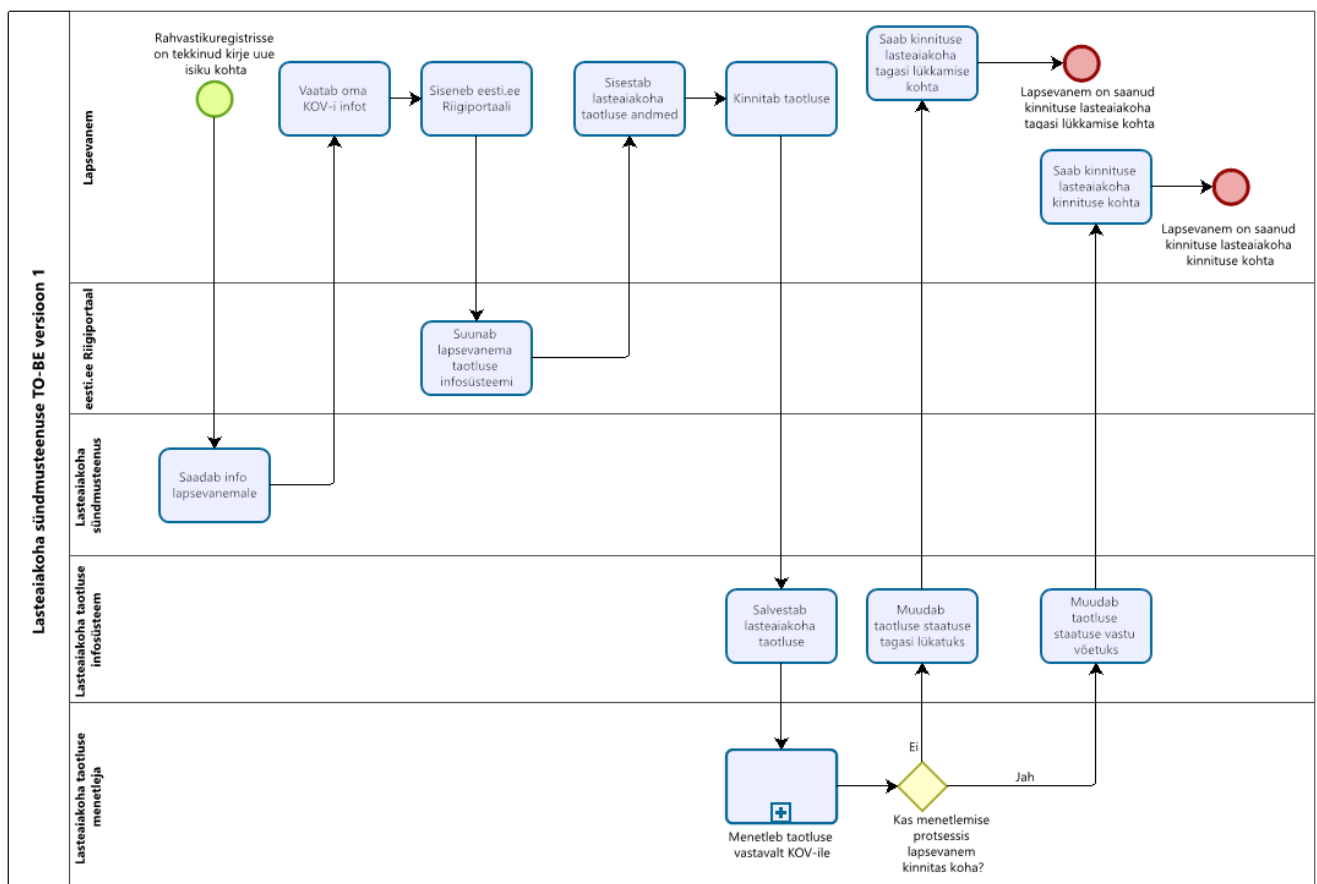 Lasteaiakoha sündmusteenuse TO-BE versioon 1
Lapsevanem
Rahvastikuregistrisse
on tekkinud kirje uue
isiku kohta
Vaatab oma
KOV-i infot
Siseneb eesti.ee
Riigiportaali
Sisestab
lasteaiakoha
taotluse andmed
Kinnitab taotluse
Saab kinnituse
lasteaiakoha
tagasi lükkamise
kohta
Lapsevanem on saanud
kinnituse lasteaiakoha
tagasi lükkamise kohta
Saab kinnituse
lasteaiakoha
kinnituse kohta
Lapsevanem on saanud
kinnituse lasteaiakoha
kinnituse kohta
eesti.ee Riigiportaal
Suunab
lapsevanema
taotluse
infosüsteemi
Lasteaiakoha
sündmusteenus
Saadab info
lapsevanemale
Lasteaiakoha taotluse
infosüsteem
Salvestab
lasteaiakoha
taotluse
Muudab
taotluse staatuse
tagasi lükatuks
Muudab
taotluse
staatuse vastu
võetuks
Lasteaiakoha taotluse
menetleja
Menetleb taotluse
vastavalt KOV-ile
Ei
Jah
Kas menetlemise
protsessis
lapsevanem
kinnitas koha?